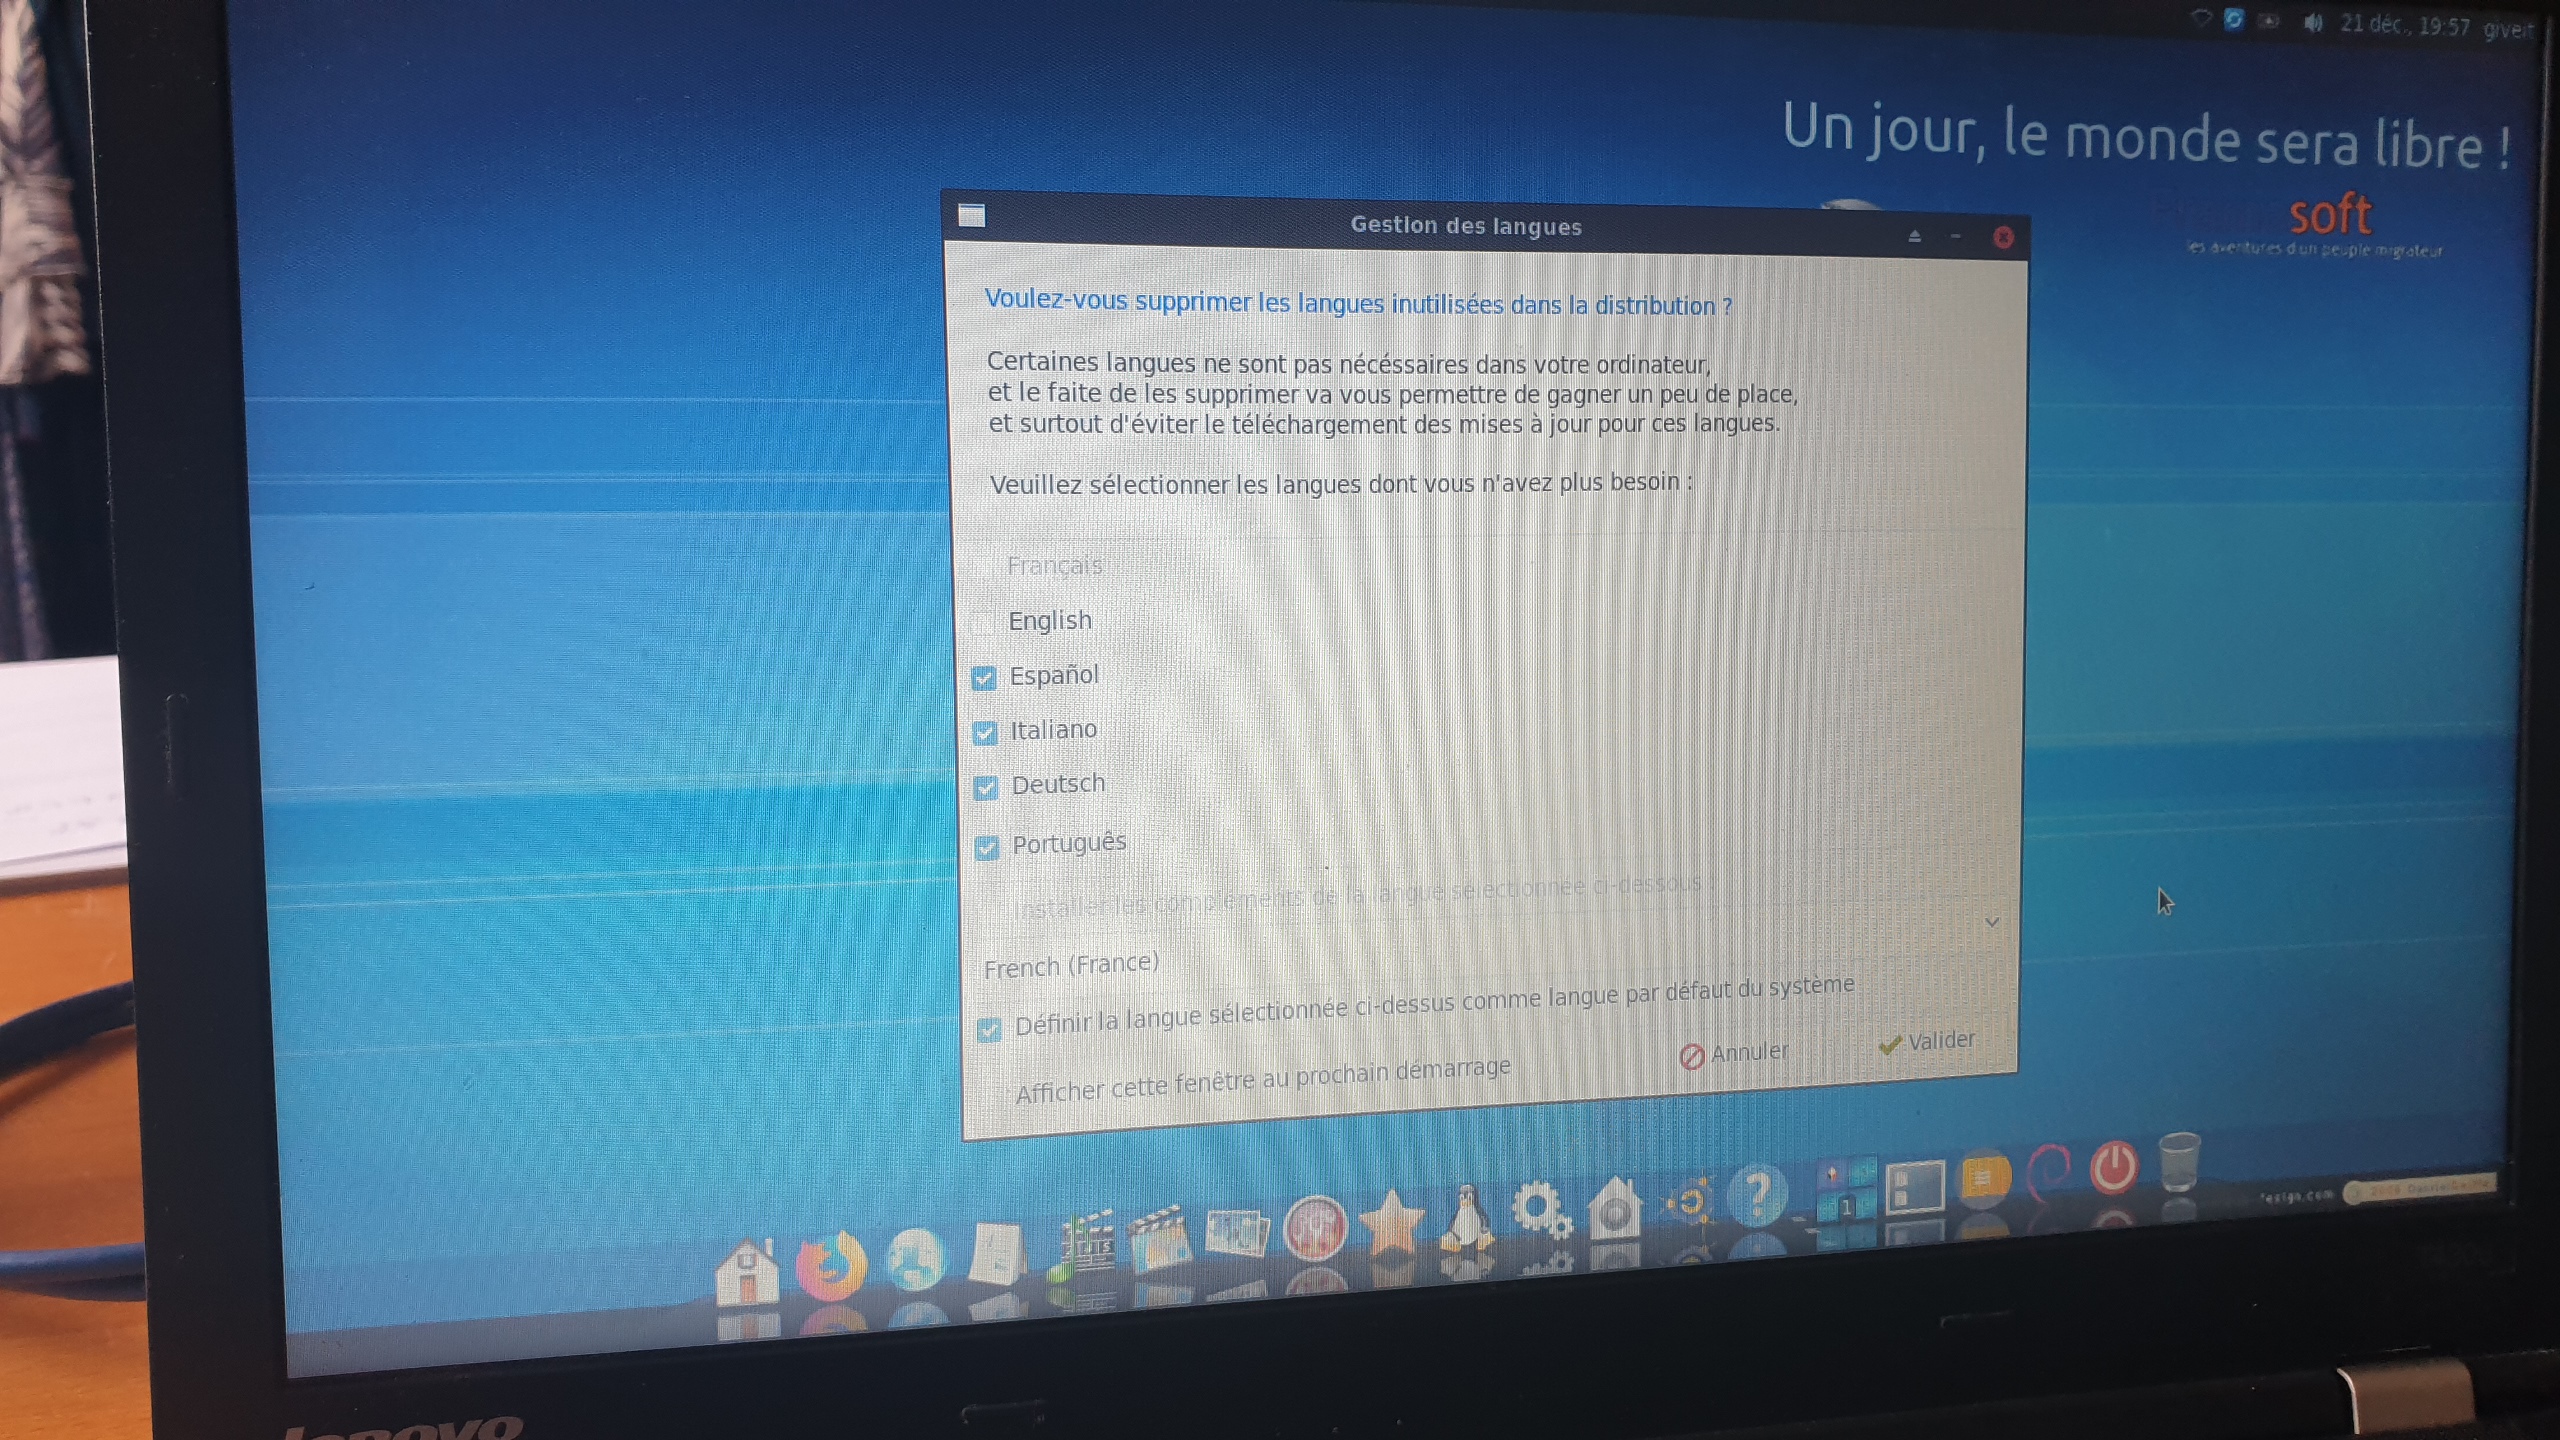 21 déc., 19:57 giveit
Un jour, le monde sera libre !
soft
les aventures d'un peuple migrateur
Gestion des langues
Voulez-vous supprimer les langues inutilisées dans la distribution ?
Certaines langues ne sont pas nécéssaires dans votre ordinateur,
et le faite de les supprimer va vous permettre de gagner un peu de place,
et surtout d'éviter le téléchargement des mises à jour pour ces langues.
Veuillez sélectionner les langues dont vous n'avez plus besoin :
Français
English
Español
Italiano
Deutsch
Português
Installer les compléments de la langue sélectionnée ci-dessous :
French (France)
Définir la langue sélectionnée ci-dessus comme langue par défaut du système
Afficher cette fenêtre au prochain démarrage
Annuler
Valider
1
lenovo